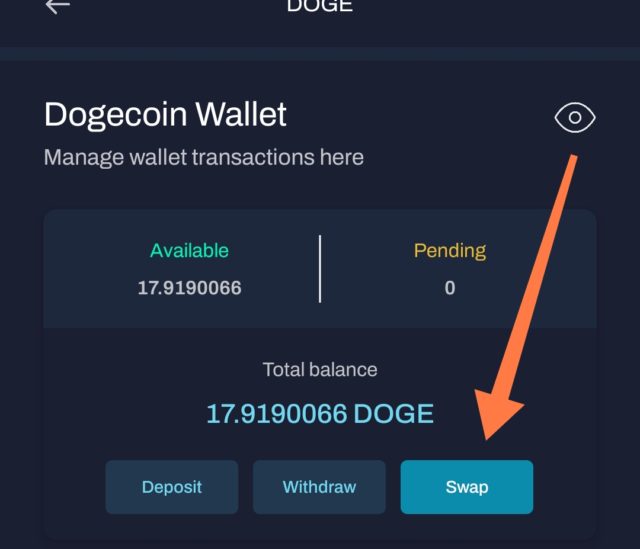 DOGE
Dogecoin Wallet
Manage wallet transactions here
Available
Pending
17.9190066
0
Total balance
17.9190066 DOGE
Deposit
Withdraw
Swap